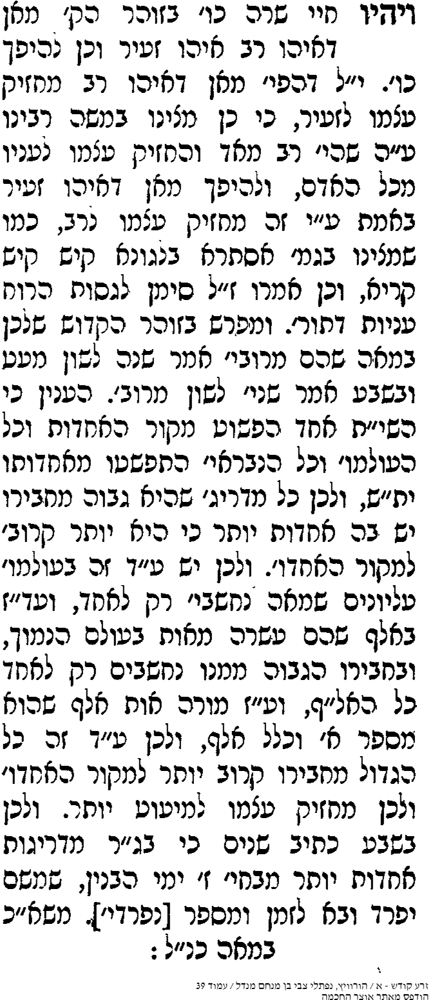 ויהיו חיי שרה כו׳ בזוהר הק׳ מאן
דאיהו רב איהו זעיר וכן להיפך
כו׳. י״ל דהפי׳ מאן דאיהו רב מחזיק
עצמו לזעיר, כי כן מצינו במשה רבינו
ע״ה שהי׳ רב מאד והחזיק עצמו לעניו
מכל האדם, ולהיפך מאן דאיהו זעיר
באמת ע״י זה מחזיק עצמו לרב, כמו
שמצינו בגמ׳ אסתרא בלגונא קיש קיש
קריא, וכן אמרו ז״ל סימן לגסות הרוח
עניות דתור׳. ומפרש בזוהר הקדוש שלכן
במאה שהם מרובי׳ אמר שנה לשון מעט
ובשבע אמר שני׳ לשון מרוב׳. הענין כי
השי״ת אחד הפשוט מקור האחדות וכל
העולמו׳ וכל הנבראי׳ התפשטו מאחדותו
ית״ש, ולכן כל מדריג׳ שהיא גבוה מחבירו
יש בה אחדות יותר כי היא יותר קרוב׳
למקור האחדו׳. ולכן יש ע״ד זה בעולמו׳
עליונים שמאה נחשבי׳ רק לאחד, ועד״ז
באלף שהם עשרה מאות בעולם הנמוך,
ובחבירו הגבוה ממנו נחשבים רק לאחד
כל האל״ף, וע״ז מורה אות אלף שהוא
מספר א׳ וכלל אלף, ולכן ע״ד זה כל
הגדול מחבירו קרוב יותר למקור האחדו׳
ולכן מחזיק עצמו למיעוט יותר. ולכן
בשבע כתיב שנים כי בג״ר מדריגות
אחדות יותר מבחי׳ ז׳ ימי הבנין, שמשם
יפרד ובא לזמן ומספר [נפרדי׳]. משא״כ
במאה כנ״ל :
זרע קודש - א / הורוויץ, נפתלי צבי בן מנחם מנדל / עמוד 39
הודפס מאתר אוצר החכמה